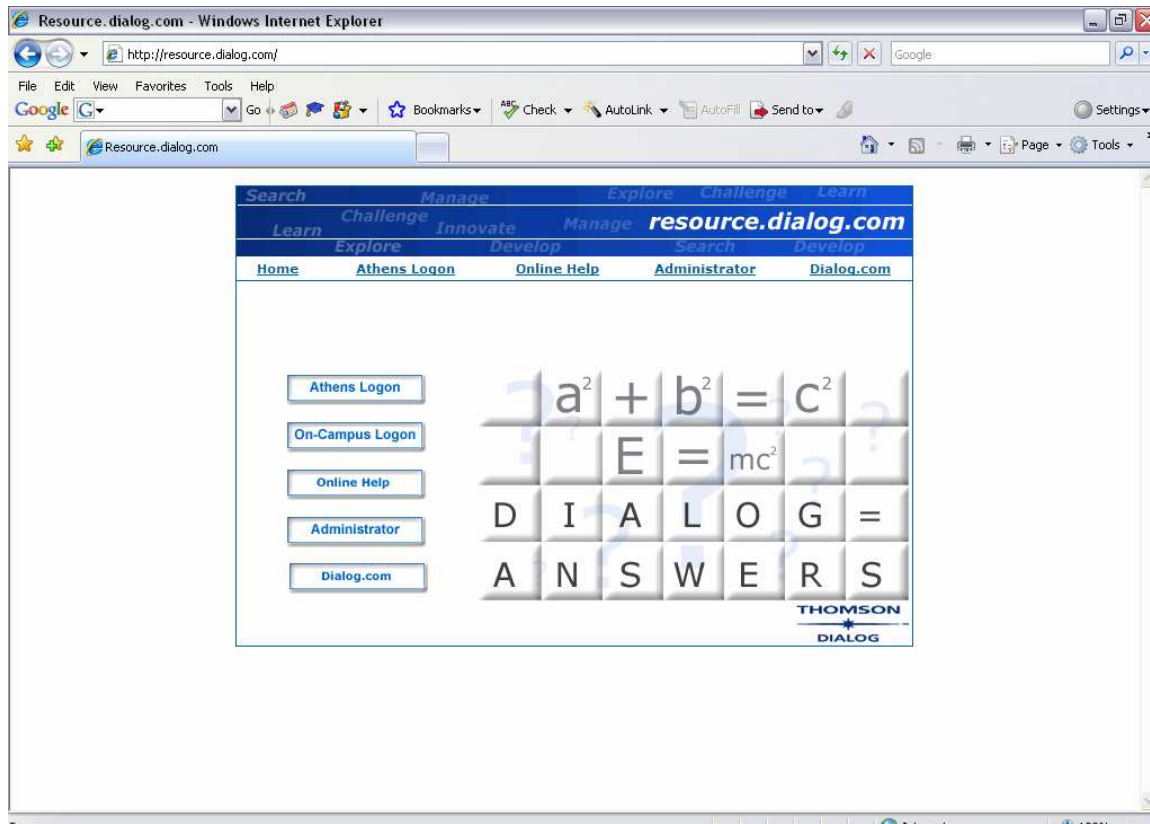 Resource.dialog.com - Windows Internet Explorer
http://resource.dialog.com/
Google
File Edit View Favorites Tools Help
Google G Go Bookmarks Check AutoLink AutoFill Send to Settings
Resource.dialog.com Page Tools
Search Manage Explore Challenge Learn
Learn Challenge Innovate Manage resource.dialog.com
Explore Develop Search Develop
Home Athens Logon Online Help Administrator Dialog.com
Athens Logon
On-Campus Logon
Online Help
Administrator
Dialog.com
a² + b² = c²
E = mc²
D I A L O G =
A N S W E R S
THOMSON
DIALOG